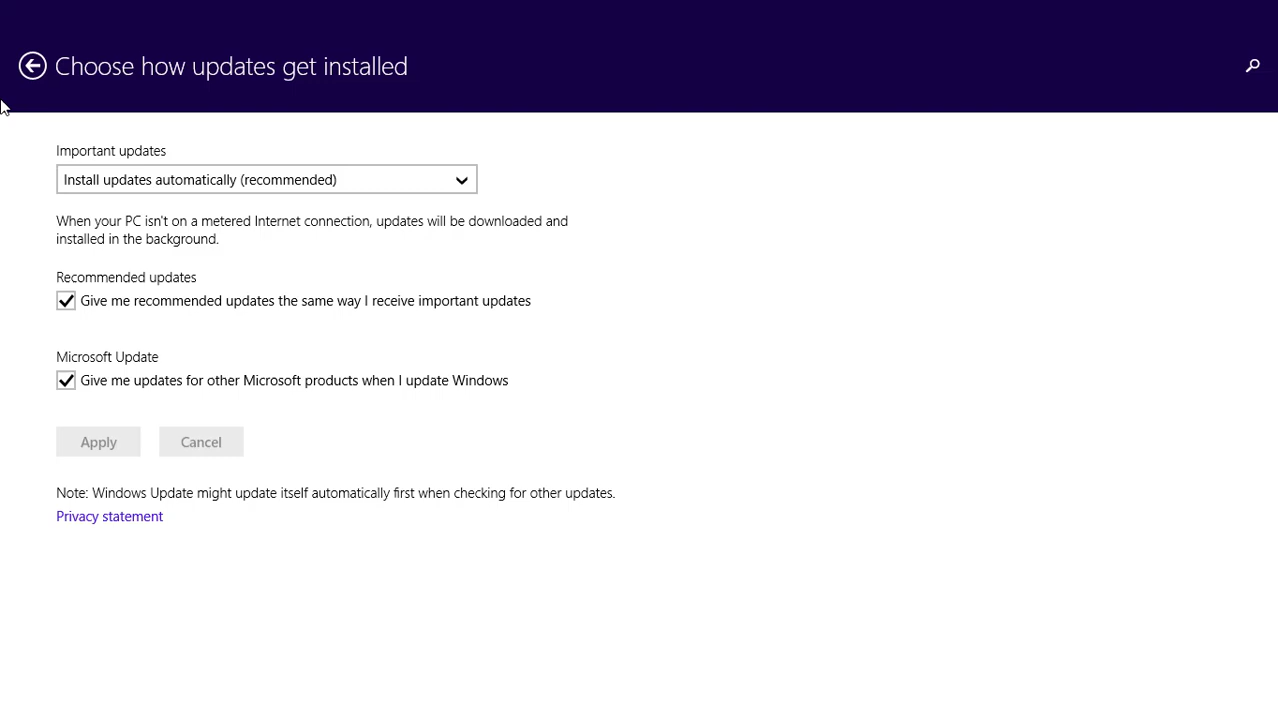 Choose how updates get installed
Important updates
Install updates automatically (recommended)
When your PC isn't on a metered Internet connection, updates will be downloaded and
installed in the background.
Recommended updates
Give me recommended updates the same way I receive important updates
Microsoft Update
Give me updates for other Microsoft products when I update Windows
Apply Cancel
Note: Windows Update might update itself automatically first when checking for other updates.
Privacy statement